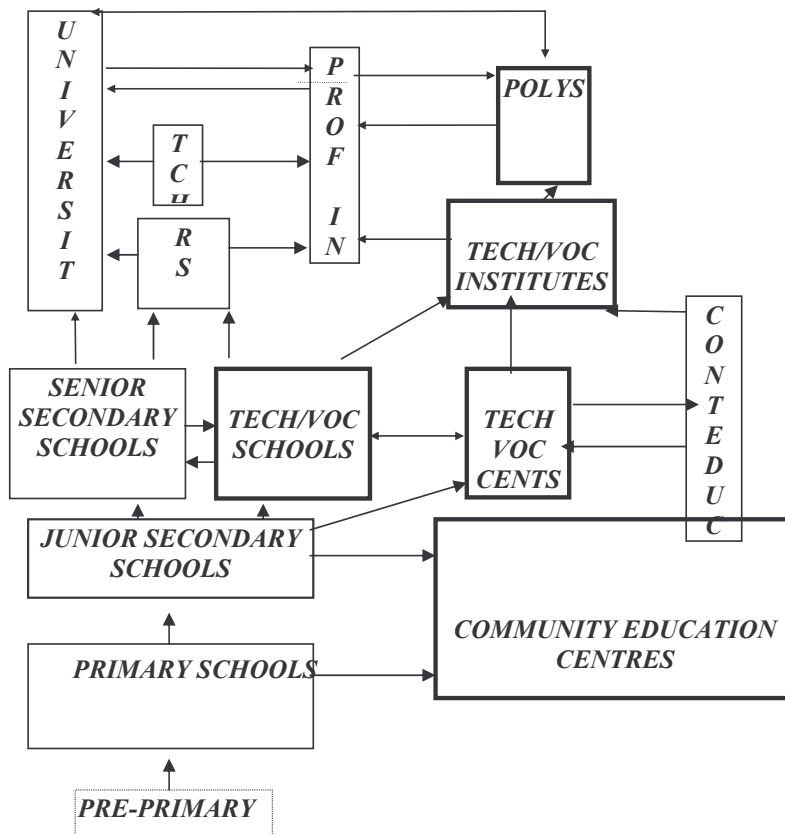 U
N
I
V
E
R
S
I
T
P
R
O
F
I
N
POLYS
T
C
H
R
S
TECH/VOC
INSTITUTES
C
O
N
T
E
D
U
C
SENIOR
SECONDARY
SCHOOLS
TECH/VOC
SCHOOLS
TECH
VOC
CENTS
JUNIOR SECONDARY
SCHOOLS
COMMUNITY EDUCATION
CENTRES
PRIMARY SCHOOLS
PRE-PRIMARY